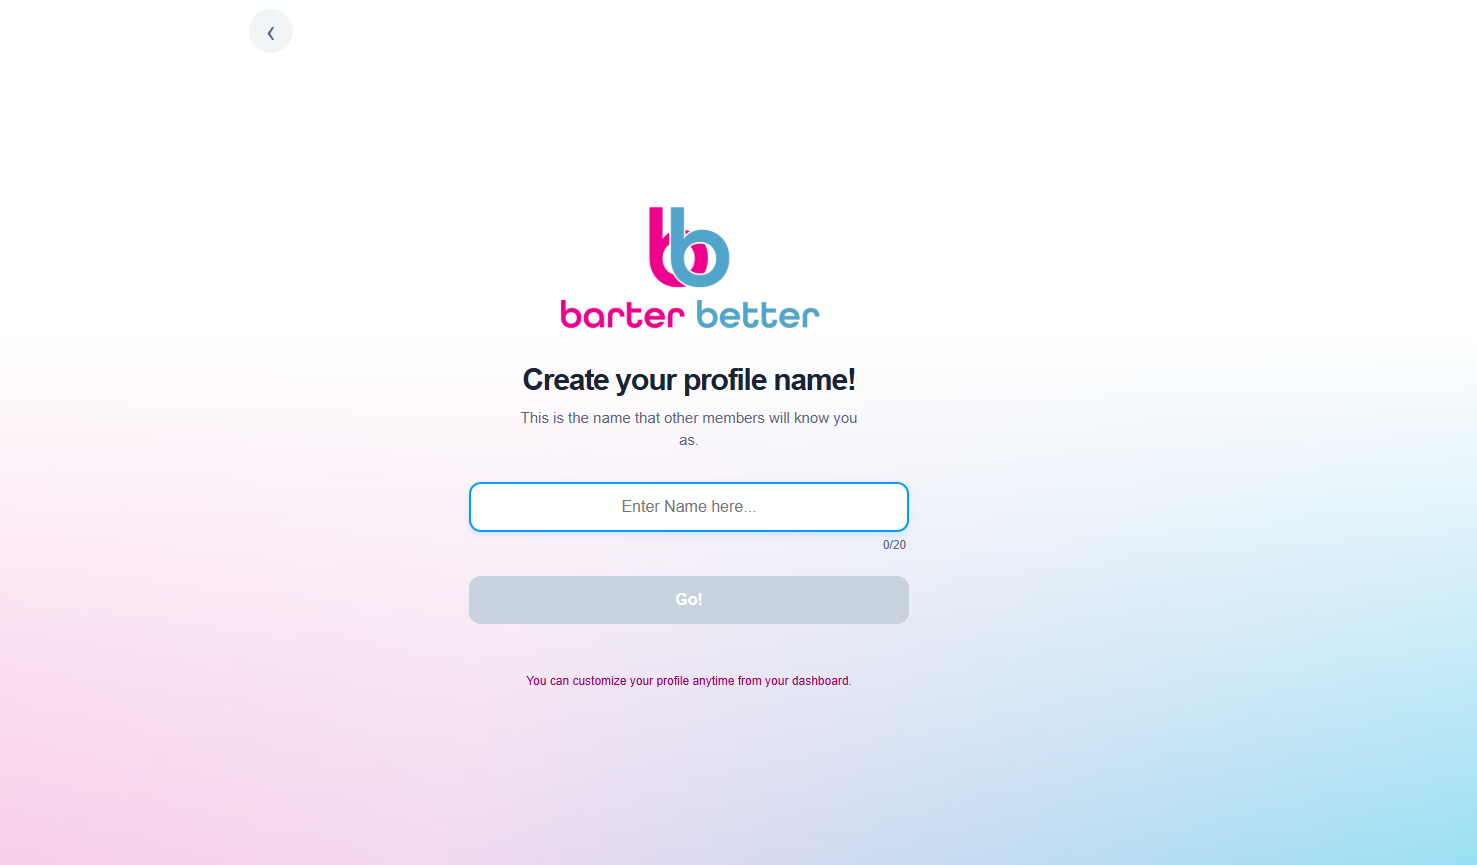 ‹
bb
barter better
Create your profile name!
This is the name that other members will know you
as.
Enter Name here...
0/20
Go!
You can customize your profile anytime from your dashboard.